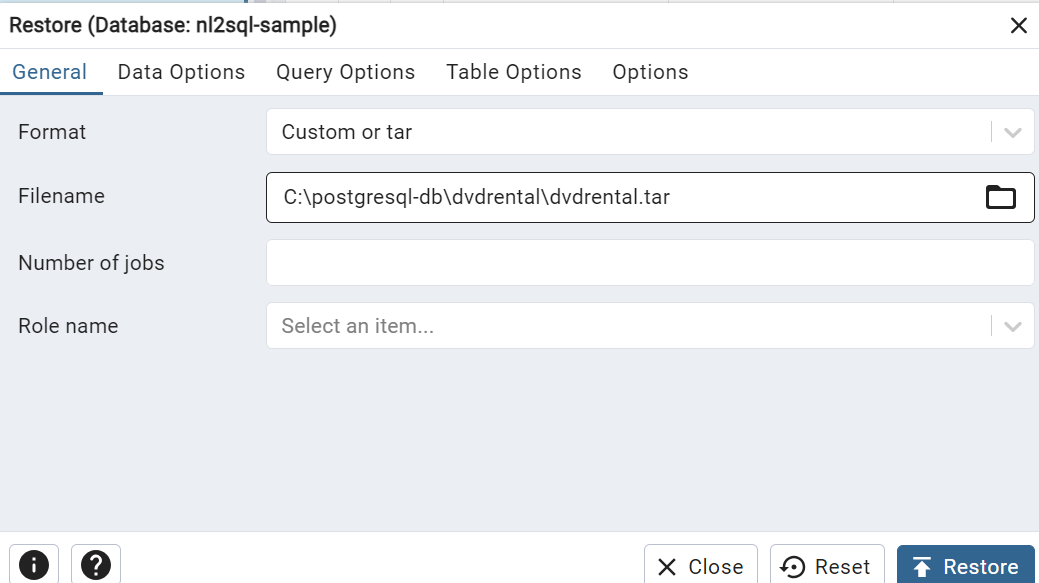 Restore (Database: nl2sql-sample)
General Data Options Query Options Table Options Options
Format Custom or tar
Filename C:\postgresql-db\dvdrental\dvdrental.tar
Number of jobs
Role name Select an item...
Close Reset Restore